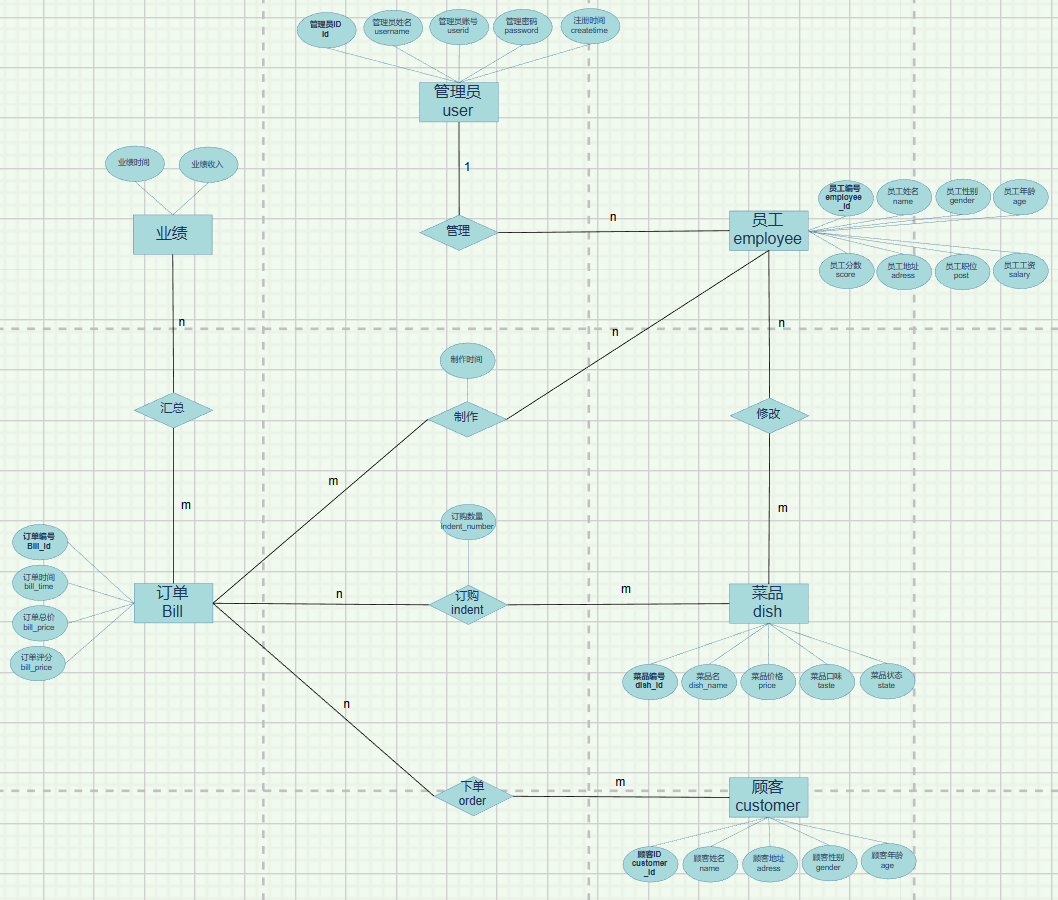 管理员ID
id
管理员姓名
username
管理员账号
userid
管理密码
password
注册时间
createtime
管理员
user
1
业绩时间
业绩收入
业绩
管理
n
员工
employee
员工编号
employee
_id
员工姓名
name
员工性别
gender
员工年龄
age
员工分数
score
员工地址
adress
员工职位
post
员工工资
salary
n
n
n
制作时间
汇总
制作
修改
m
m
m
订购数量
indent_number
订单编号
Bill_id
订单时间
bill_time
订单总价
bill_price
订单评分
bill_price
订单
Bill
n
订购
indent
m
菜品
dish
菜品编号
dish_id
菜品名
dish_name
菜品价格
price
菜品口味
taste
菜品状态
state
n
下单
order
m
顾客
customer
顾客ID
customer
_id
顾客姓名
name
顾客地址
adress
顾客性别
gender
顾客年龄
age